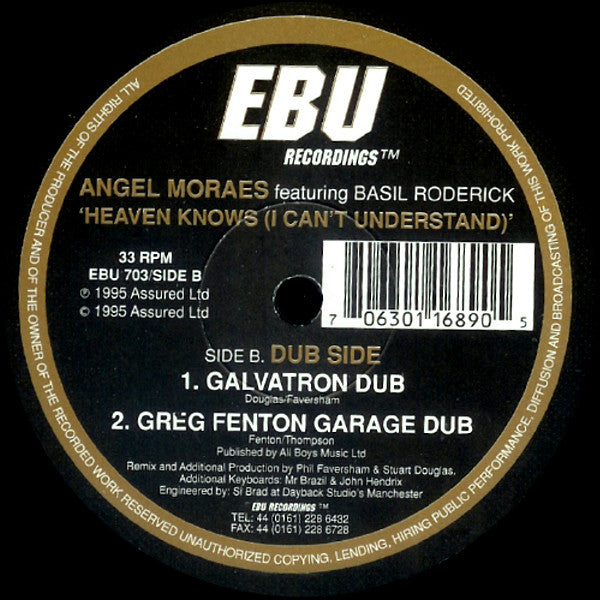 EBU
RECORDINGS™
ANGEL MORAES featuring BASIL RODERICK
'HEAVEN KNOWS (I CAN'T UNDERSTAND)'
33 RPM
EBU 703/SIDE B
℗ 1995 Assured Ltd
© 1995 Assured Ltd
7 06301 16890 5
SIDE B. DUB SIDE
1. GALVATRON DUB
Douglas/Faversham
2. GREG FENTON GARAGE DUB
Fenton/Thompson
Published by Ali Boys Music Ltd
Remix and Additional Production by Phil Faversham & Stuart Douglas.
Additional Keyboards: Mr Brazil & John Hendrix
Engineered by: Si Brad at Dayback Studio's Manchester
EBU RECORDINGS ™
TEL: 44 (0161) 228 6432
FAX: 44 (0161) 228 6728
ALL RIGHTS OF THE PRODUCER AND OF THE OWNER OF THE RECORDED WORK RESERVED UNAUTHORIZED COPYING, LENDING, HIRING PUBLIC PERFORMANCE, DIFFUSION AND BROADCASTING OF THIS WORK PROHIBITED